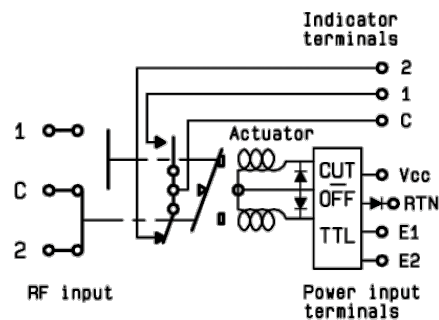 Indicator
terminals
2
1
C
Actuator
1
C
2
RF input
CUT
OFF
TTL
Vcc
RTN
E1
E2
Power input
terminals